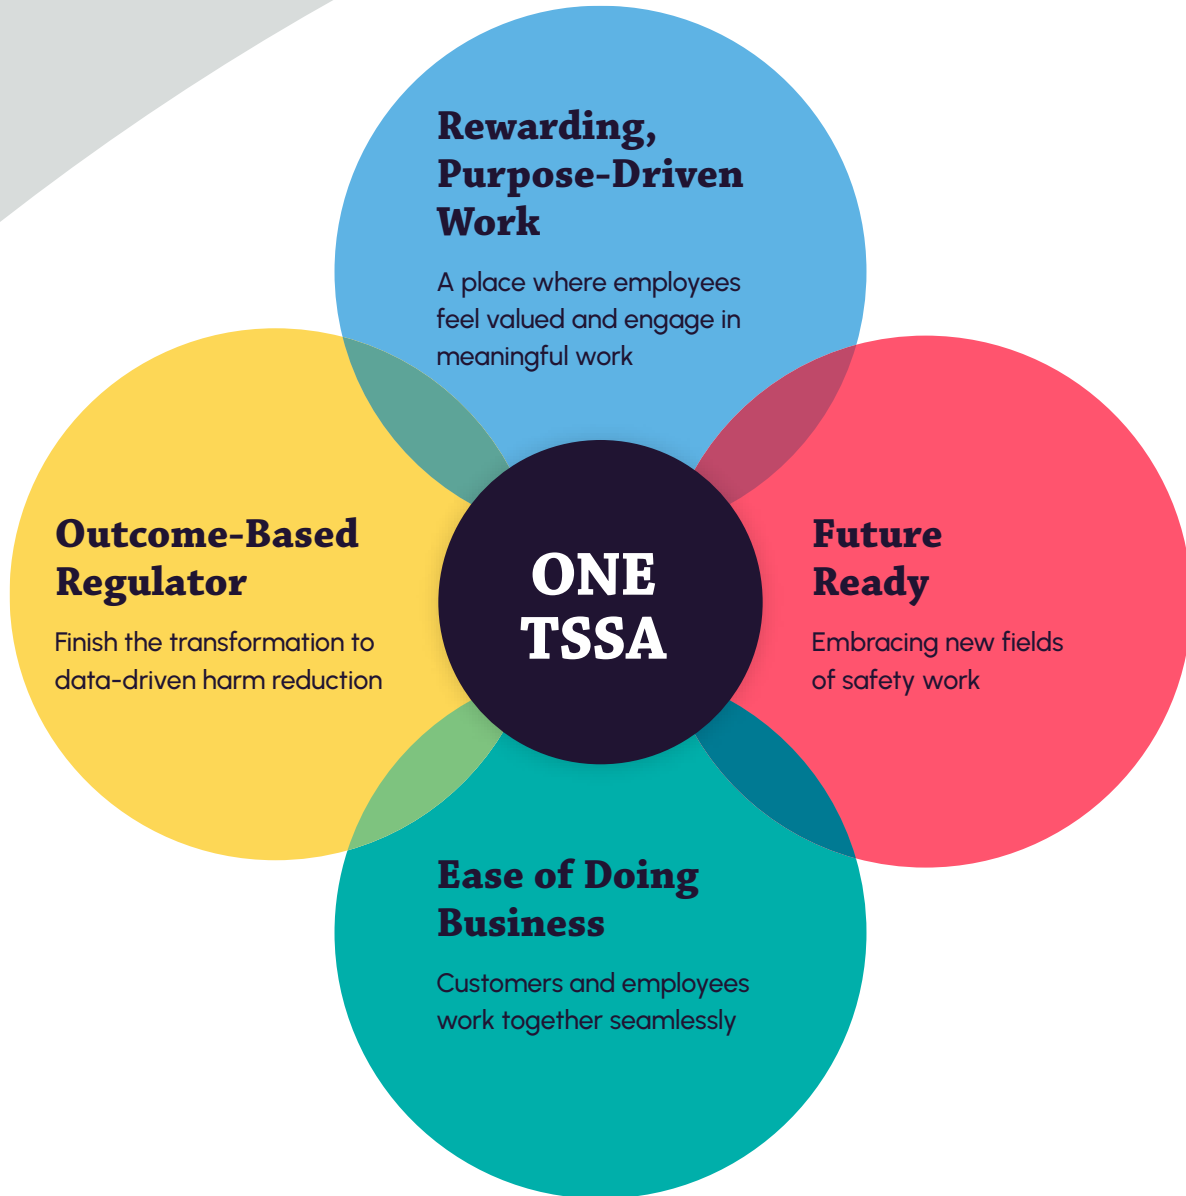 Rewarding,
Purpose-Driven
Work
A place where employees
feel valued and engage in
meaningful work
Outcome-Based
Regulator
Finish the transformation to
data-driven harm reduction
ONE
TSSA
Future
Ready
Embracing new fields
of safety work
Ease of Doing
Business
Customers and employees
work together seamlessly